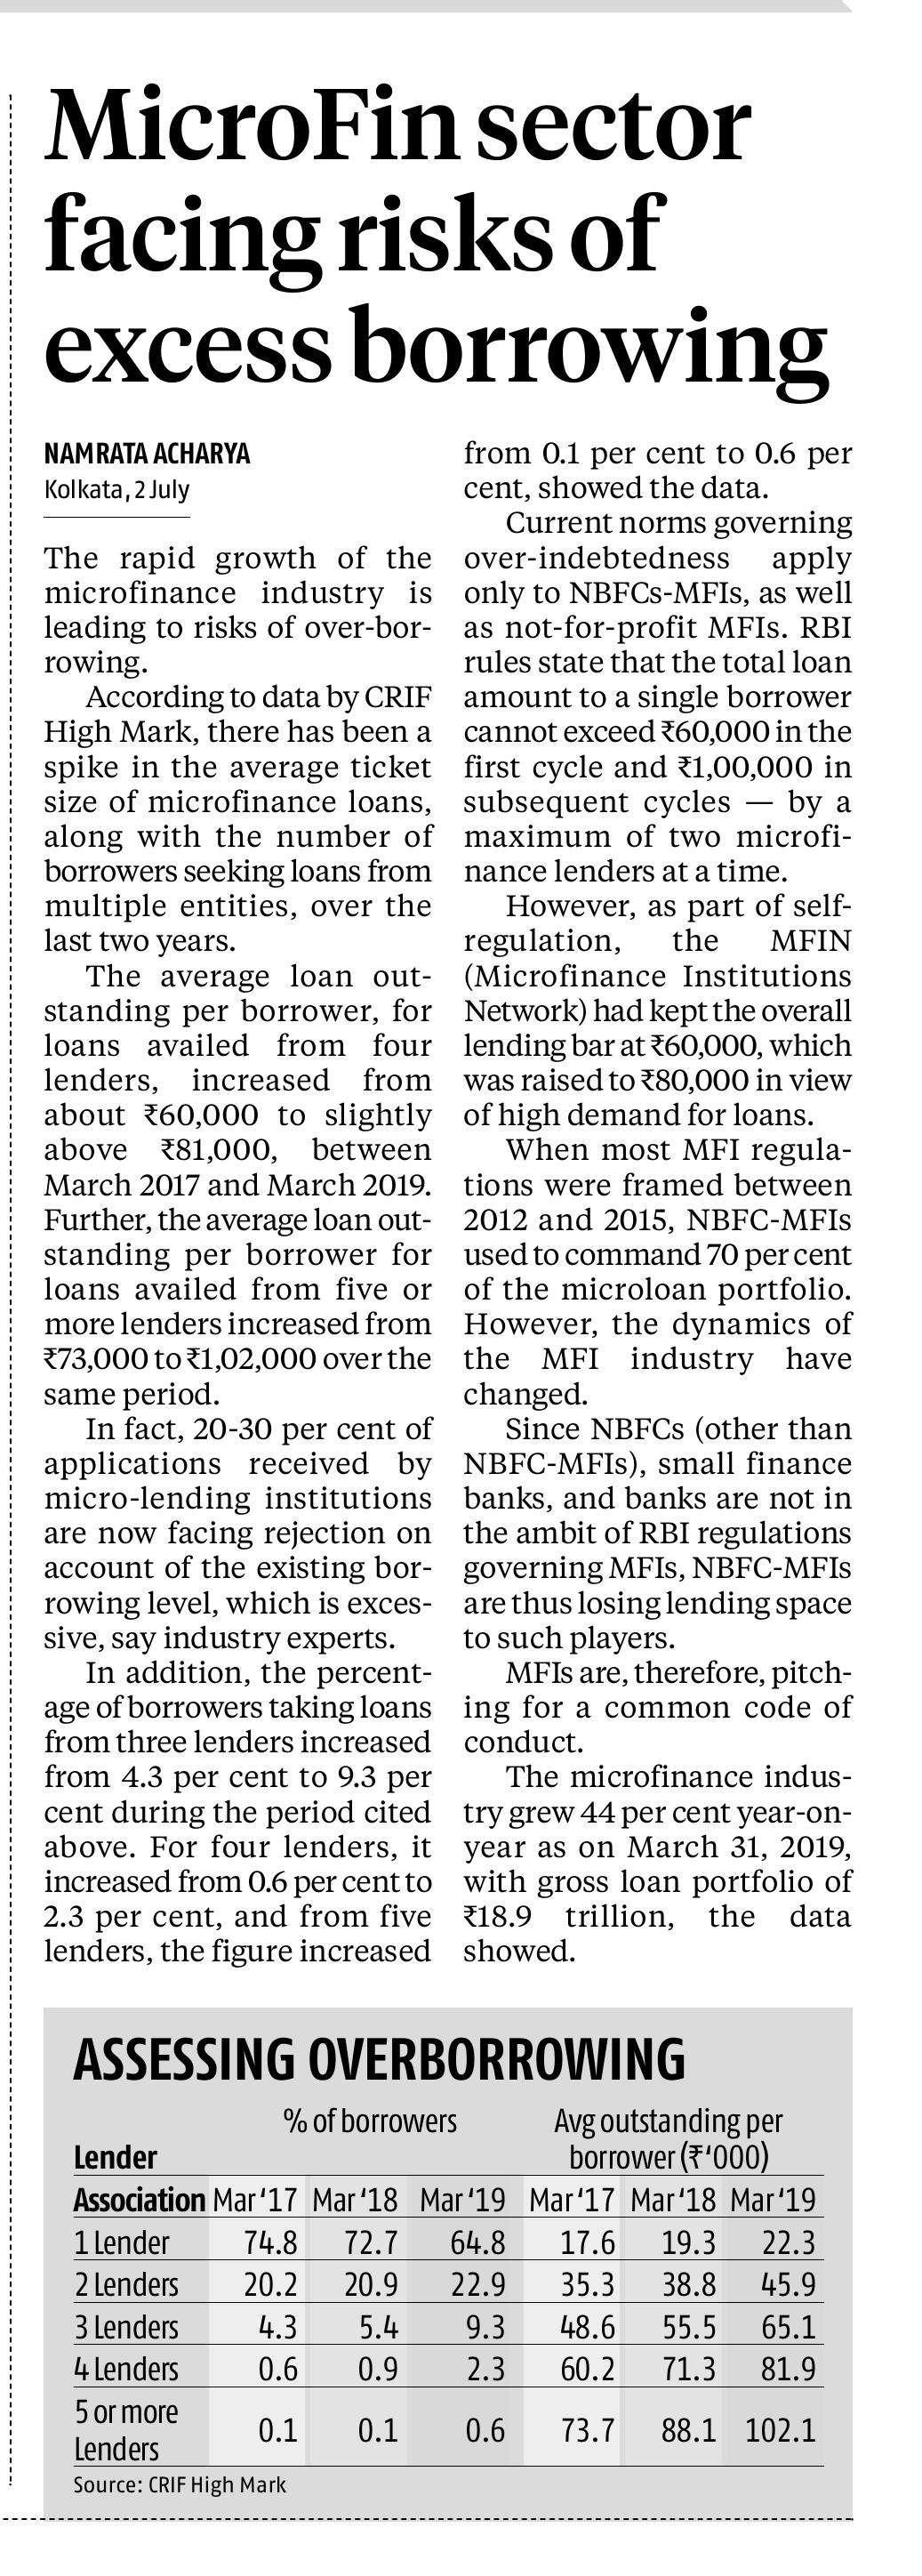 MicroFin sector
facing risks of
excess borrowing
NAMRATA ACHARYA
Kolkata, 2 July
The rapid growth of the
microfinance industry is
leading to risks of over-bor-
rowing.
According to data by CRIF
High Mark, there has been a
spike in the average ticket
size of microfinance loans,
along with the number of
borrowers seeking loans from
multiple entities, over the
last two years.
The average loan out-
standing per borrower, for
loans availed from four
lenders, increased from
about ₹60,000 to slightly
above ₹81,000, between
March 2017 and March 2019.
Further, the average loan out-
standing per borrower for
loans availed from five or
more lenders increased from
₹73,000 to ₹1,02,000 over the
same period.
In fact, 20-30 per cent of
applications received by
micro-lending institutions
are now facing rejection on
account of the existing bor-
rowing level, which is exces-
sive, say industry experts.
In addition, the percent-
age of borrowers taking loans
from three lenders increased
from 4.3 per cent to 9.3 per
cent during the period cited
above. For four lenders, it
increased from 0.6 per cent to
2.3 per cent, and from five
lenders, the figure increased
from 0.1 per cent to 0.6 per
cent, showed the data.
Current norms governing
over-indebtedness apply
only to NBFCs-MFIs, as well
as not-for-profit MFIs. RBI
rules state that the total loan
amount to a single borrower
cannot exceed ₹60,000 in the
first cycle and ₹1,00,000 in
subsequent cycles — by a
maximum of two microfi-
nance lenders at a time.
However, as part of self-
regulation, the MFIN
(Microfinance Institutions
Network) had kept the overall
lending bar at ₹60,000, which
was raised to ₹80,000 in view
of high demand for loans.
When most MFI regula-
tions were framed between
2012 and 2015, NBFC-MFIs
used to command 70 per cent
of the microloan portfolio.
However, the dynamics of
the MFI industry have
changed.
Since NBFCs (other than
NBFC-MFIs), small finance
banks, and banks are not in
the ambit of RBI regulations
governing MFIs, NBFC-MFIs
are thus losing lending space
to such players.
MFIs are, therefore, pitch-
ing for a common code of
conduct.
The microfinance indus-
try grew 44 per cent year-on-
year as on March 31, 2019,
with gross loan portfolio of
₹18.9 trillion, the data
showed.
ASSESSING OVERBORROWING
% of borrowers Avg outstanding per
Lender borrower (₹‘000)
Association Mar ‘17 Mar ‘18 Mar ‘19 Mar ‘17 Mar ‘18 Mar ‘19
1 Lender 74.8 72.7 64.8 17.6 19.3 22.3
2 Lenders 20.2 20.9 22.9 35.3 38.8 45.9
3 Lenders 4.3 5.4 9.3 48.6 55.5 65.1
4 Lenders 0.6 0.9 2.3 60.2 71.3 81.9
5 or more
Lenders 0.1 0.1 0.6 73.7 88.1 102.1
Source: CRIF High Mark